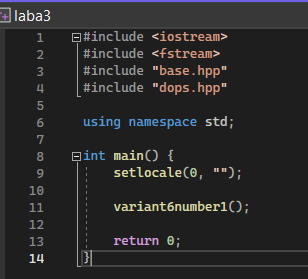 laba3
1 #include <iostream>
2 #include <fstream>
3 #include "base.hpp"
4 #include "dops.hpp"
5
6 using namespace std;
7
8 int main() {
9 setlocale(0, "");
10
11 variant6number1();
12
13 return 0;
14 }